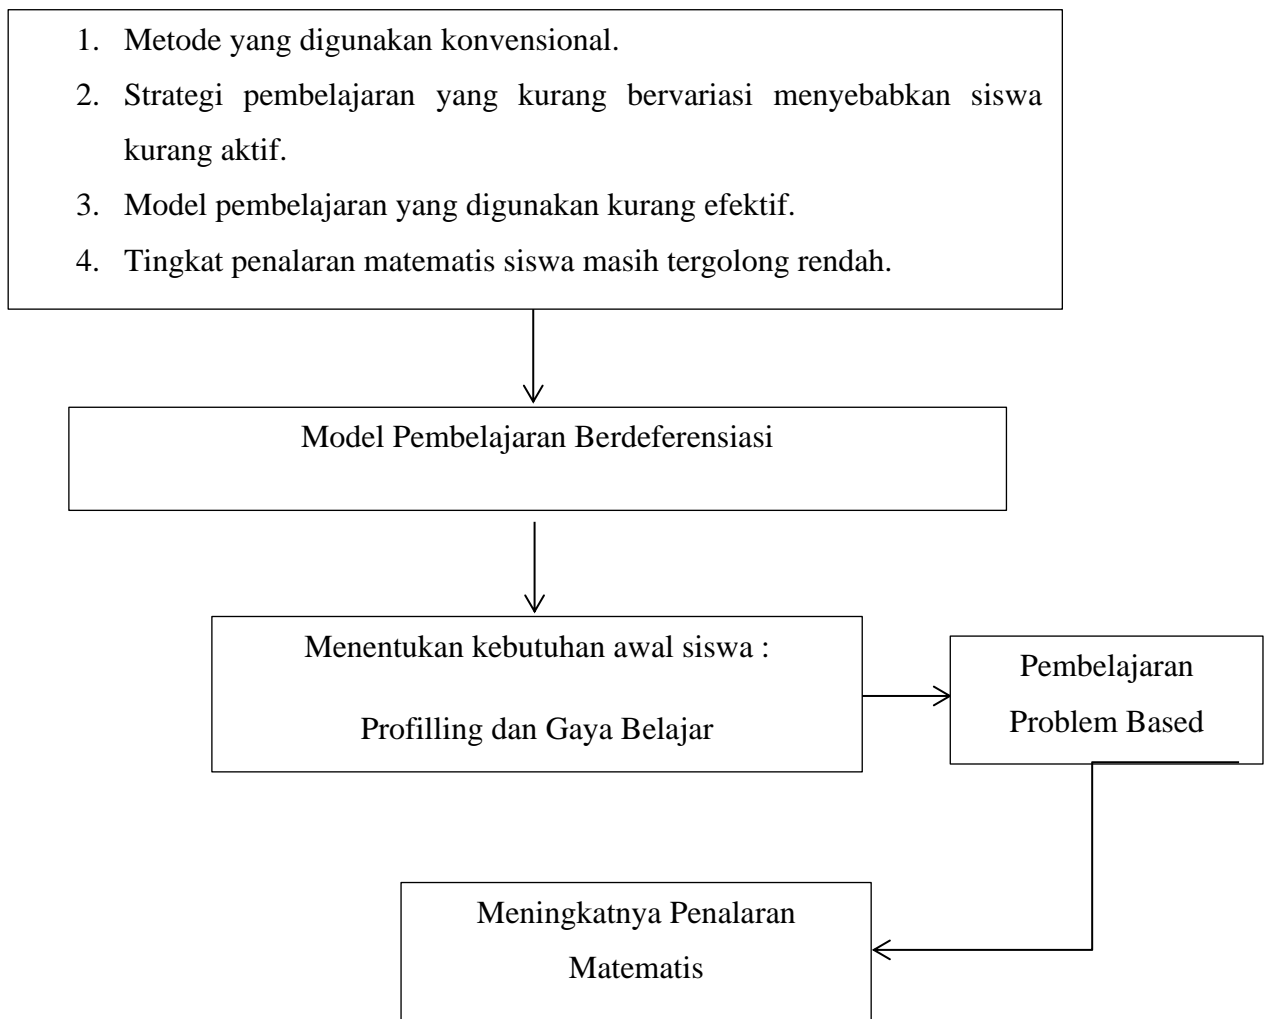 1. Metode yang digunakan konvensional.
2. Strategi pembelajaran yang kurang bervariasi menyebabkan siswa
kurang aktif.
3. Model pembelajaran yang digunakan kurang efektif.
4. Tingkat penalaran matematis siswa masih tergolong rendah.
Model Pembelajaran Berdeferensiasi
Menentukan kebutuhan awal siswa :
Profilling dan Gaya Belajar
Pembelajaran
Problem Based
Meningkatnya Penalaran
Matematis